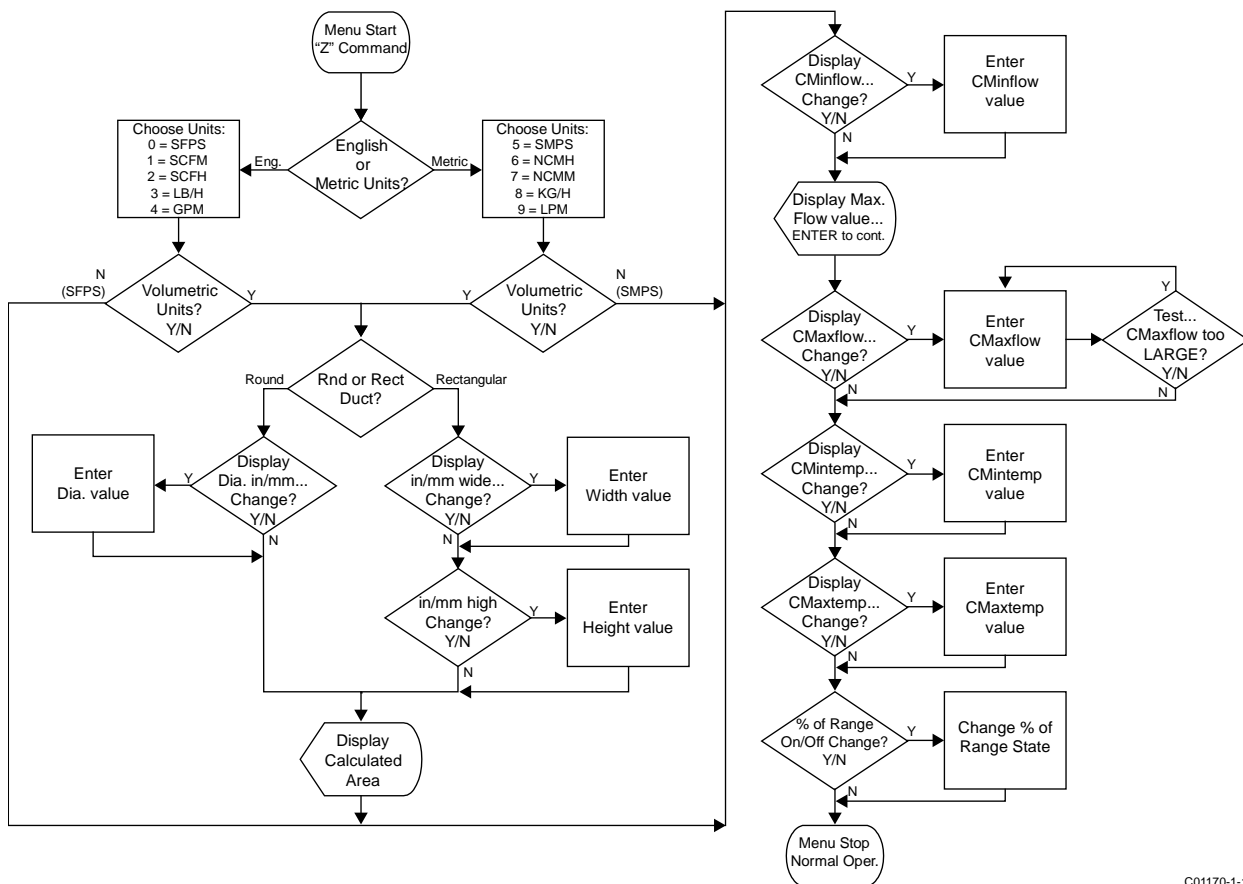 Menu Start
“Z” Command
English
or
Metric Units?
Eng.
Metric
Choose Units:
0 = SFPS
1 = SCFM
2 = SCFH
3 = LB/H
4 = GPM
Choose Units:
5 = SMPS
6 = NCMH
7 = NCMM
8 = KG/H
9 = LPM
N
(SFPS)
Volumetric
Units?
Y/N
Y
Y
Volumetric
Units?
Y/N
N
(SMPS)
Round
Rnd or Rect
Duct?
Rectangular
Enter
Dia. value
Y
Display
Dia. in/mm...
Change?
Y/N
N
Display
in/mm wide...
Change?
Y/N
Y
N
Enter
Width value
in/mm high
Change?
Y/N
Y
N
Enter
Height value
Display
Calculated
Area
Display
CMinflow...
Change?
Y/N
Y
N
Enter
CMinflow
value
Display Max.
Flow value...
ENTER to cont.
Display
CMaxflow...
Change?
Y/N
Y
N
Enter
CMaxflow
value
Y
Test...
CMaxflow too
LARGE?
Y/N
N
Display
CMintemp...
Change?
Y/N
Y
N
Enter
CMintemp
value
Display
CMaxtemp...
Change?
Y/N
Y
N
Enter
CMaxtemp
value
% of Range
On/Off Change?
Y/N
Y
N
Change % of
Range State
Menu Stop
Normal Oper.